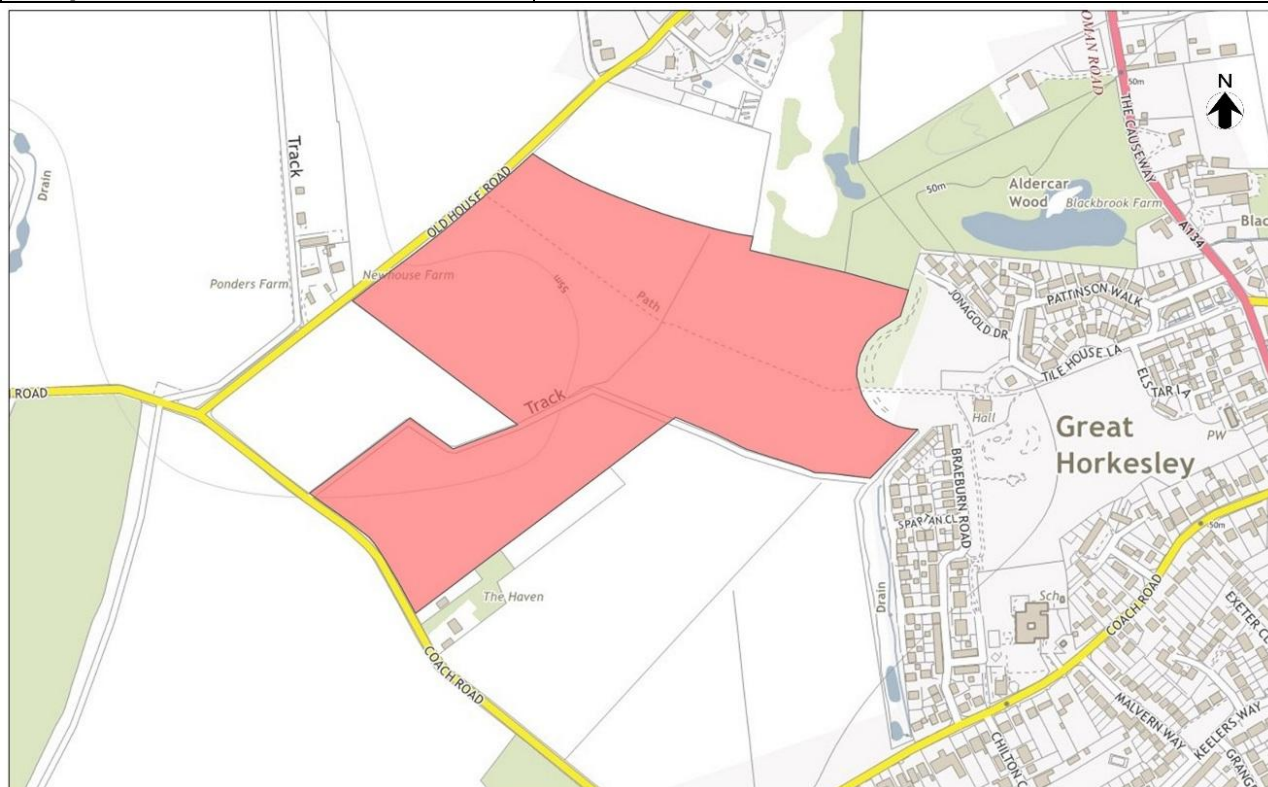 OMAN ROAD
50m
N
THE CAUSEWAY
Track
Drain
OLD HOUSE ROAD
50m
Aldercar
Wood
Blackbrook Farm
Blac
A134
Ponders Farm
Newhouse Farm
55m
Path
JONAGOLD DR
PATTINSON WALK
TILE HOUSE LA
ELSTAR LA
ROAD
Track
Hall
PW
Great
Horkesley
BRAEBURN ROAD
SPARTAN CL
50m
Drain
The Haven
Sch
COACH ROAD
EXETER CL
COACH ROAD
MALVERN WAY
KEELERS WAY
CHILTON C
GRANG